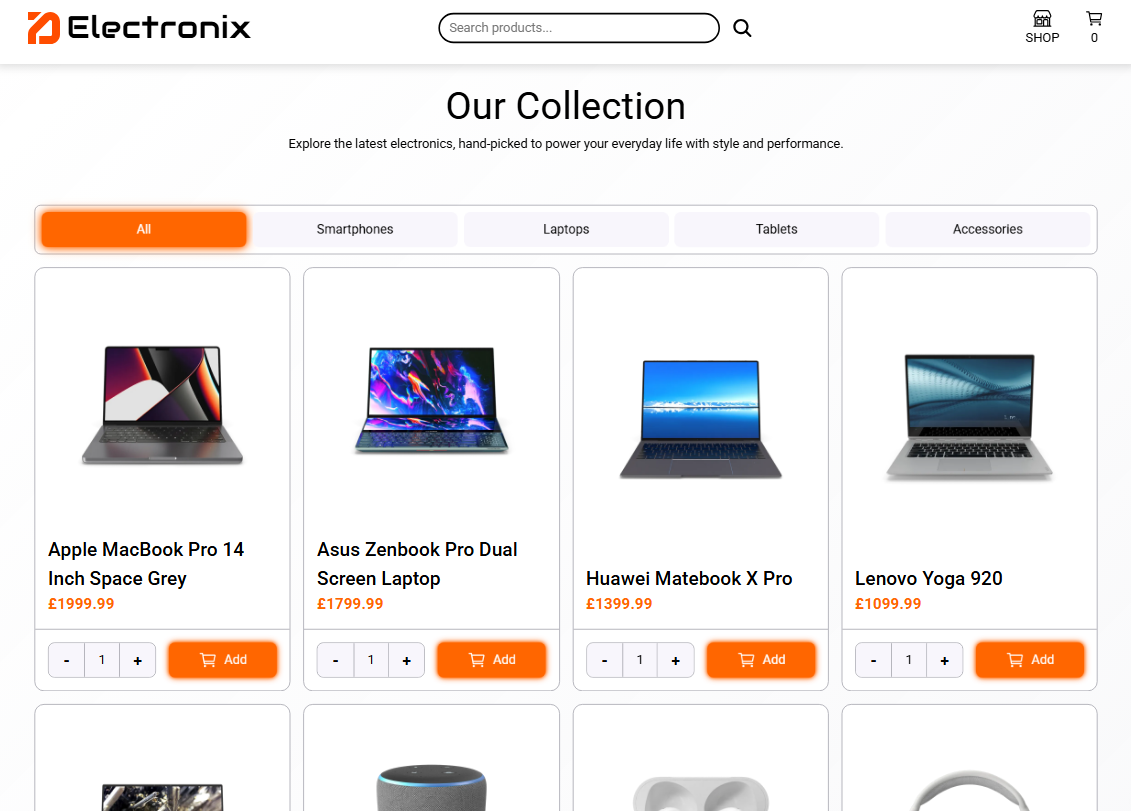 Electronix
Search products...
SHOP
0
Our Collection
Explore the latest electronics, hand-picked to power your everyday life with style and performance.
All
Smartphones
Laptops
Tablets
Accessories
Apple MacBook Pro 14
Inch Space Grey
£1999.99
- 1 + Add
Asus Zenbook Pro Dual
Screen Laptop
£1799.99
- 1 + Add
Huawei Matebook X Pro
£1399.99
- 1 + Add
Lenovo Yoga 920
£1099.99
- 1 + Add